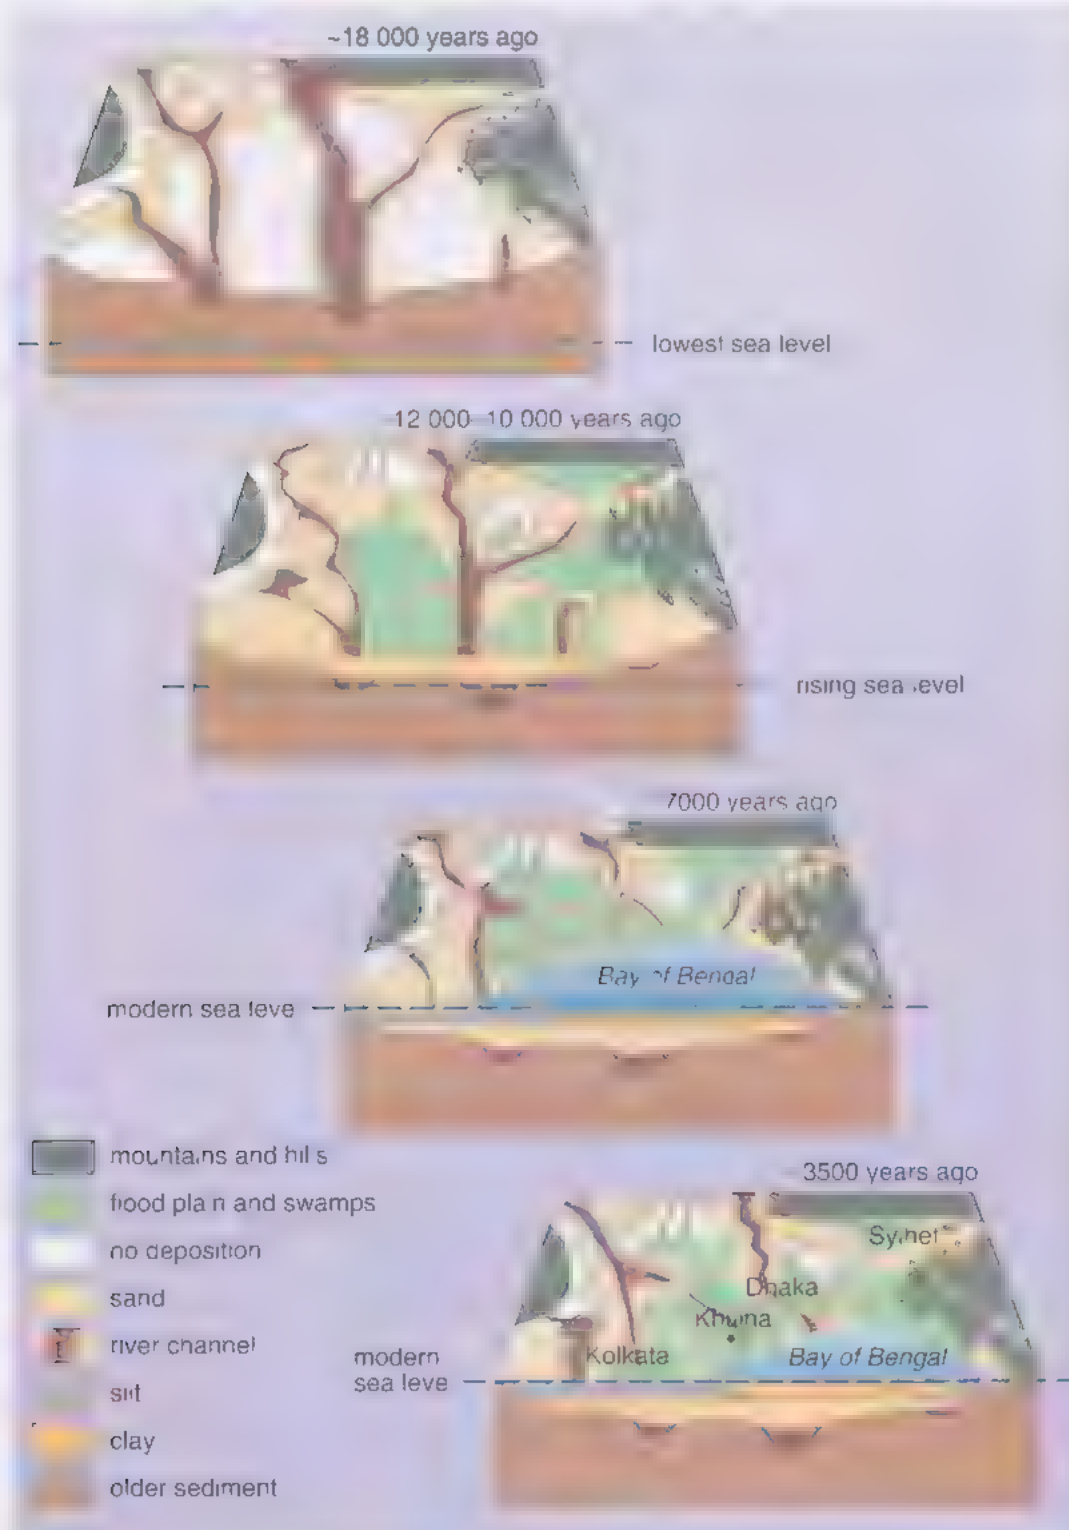 ~18 000 years ago
lowest sea level
12 000–10 000 years ago
rising sea level
7000 years ago
Bay of Bengal
modern sea level
mountains and hills
flood plain and swamps
no deposition
sand
river channel
silt
clay
older sediment
3500 years ago
Sylhet
Dhaka
Khulna
Kolkata
Bay of Bengal
modern
sea level